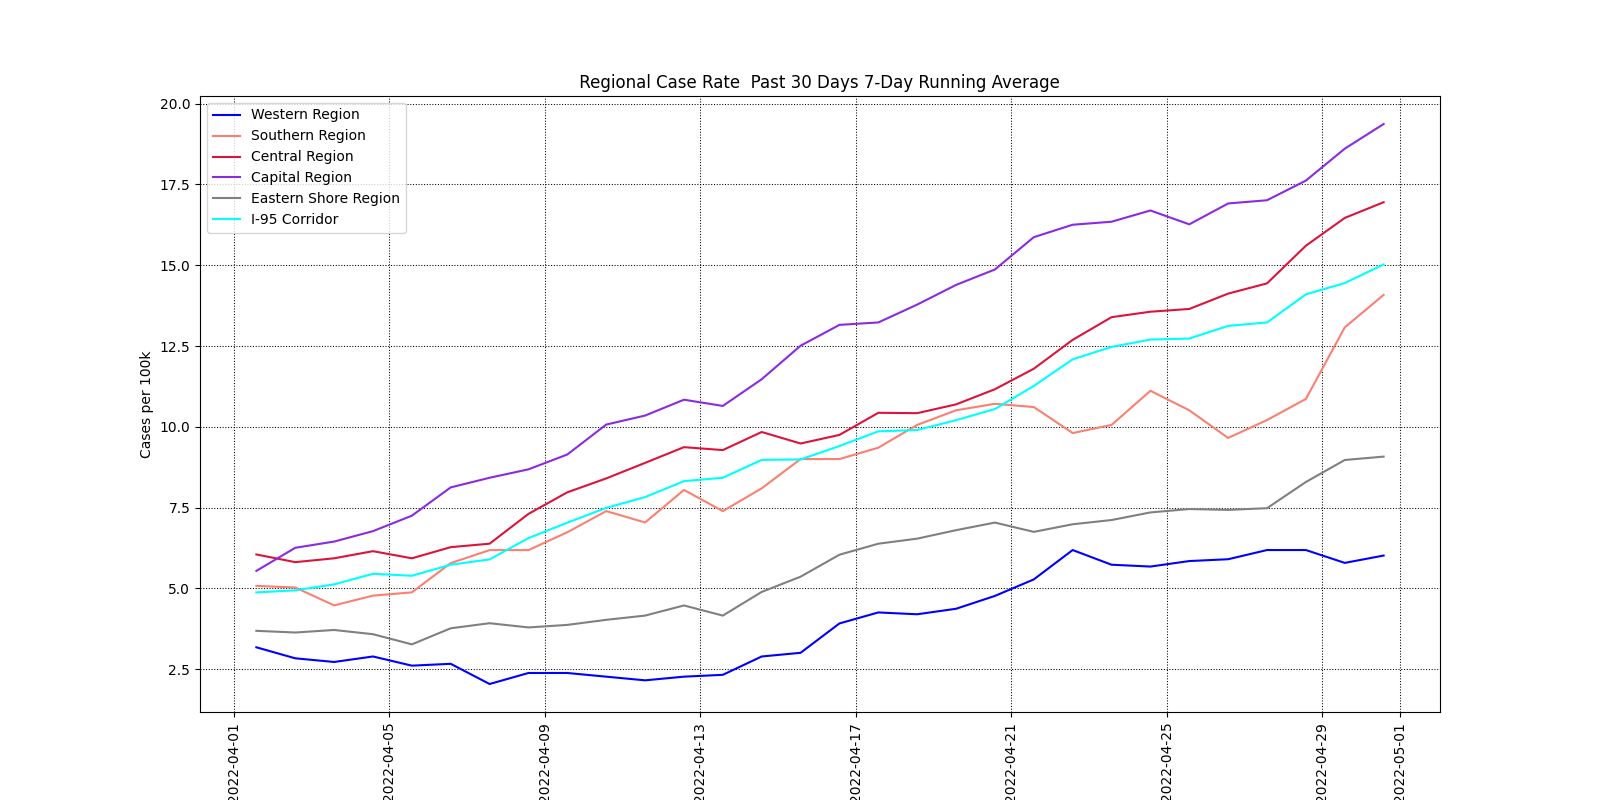 Regional Case Rate  Past 30 Days 7-Day Running Average
20.0
17.5
15.0
12.5
10.0
7.5
5.0
2.5
Cases per 100k
Western Region
Southern Region
Central Region
Capital Region
Eastern Shore Region
I-95 Corridor
2022-04-01
2022-04-05
2022-04-09
2022-04-13
2022-04-17
2022-04-21
2022-04-25
2022-04-29
2022-05-01